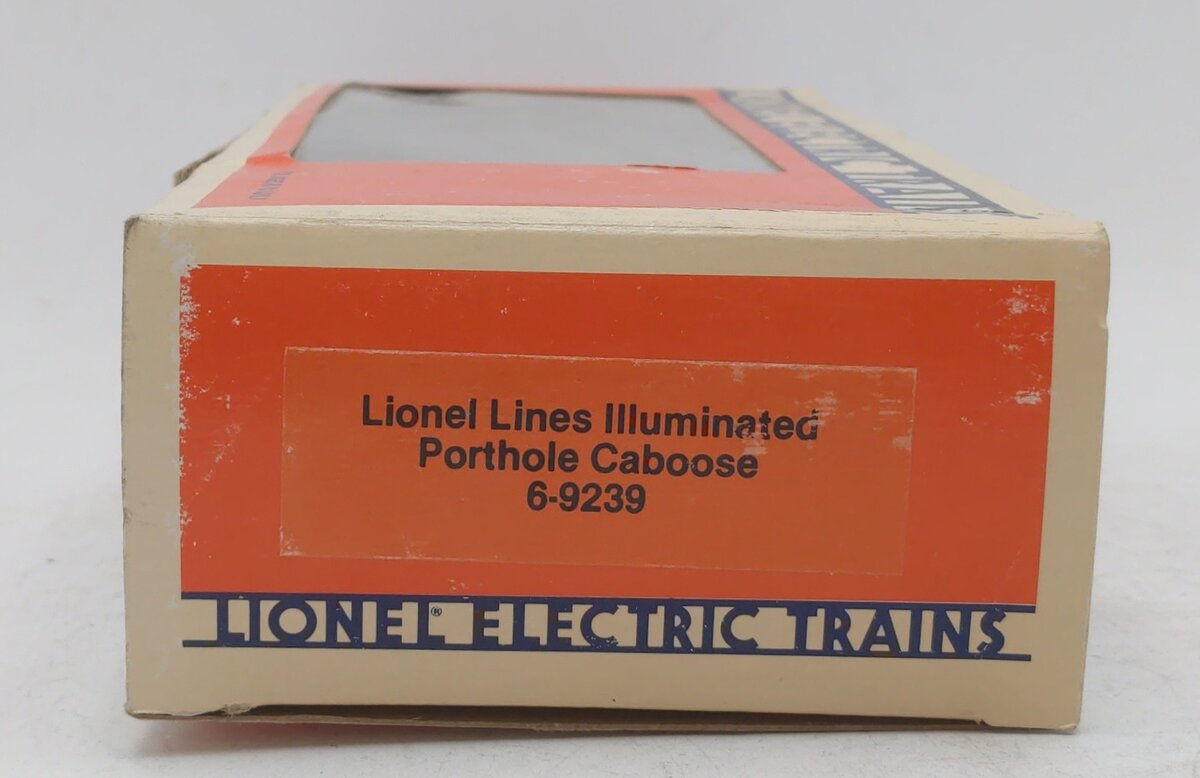 Lionel Lines Illuminated
Porthole Caboose
6-9239
LIONEL® ELECTRIC TRAINS